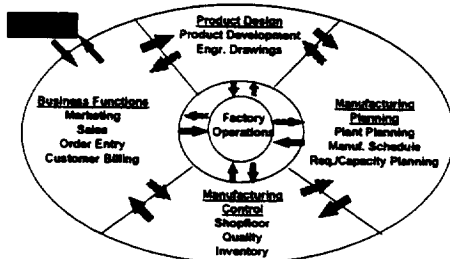 Product Design
Product Development
Engr. Drawings
Business Functions
Marketing
Sales
Order Entry
Customer Billing
Factory
Operations
Manufacturing
Planning
Plant Planning
Manuf. Schedule
Req./Capacity Planning
Manufacturing
Control
Shopfloor
Quality
Inventory